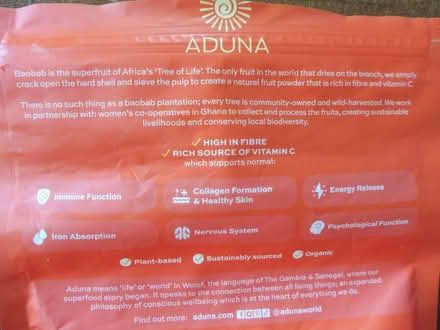 ADUNA
Baobab is the superfruit of Africa's 'Tree of Life'. The only fruit in the world that dries on the branch, we simply
crack open the hard shell and sieve the pulp to create a natural fruit powder that is rich in fibre and vitamin C.
There is no such thing as a baobab plantation; every tree is community-owned and wild-harvested. We work
in partnership with women's co-operatives in Ghana to collect and process the fruits, creating sustainable
livelihoods and conserving local biodiversity.
HIGH IN FIBRE
RICH SOURCE OF VITAMIN C
which supports normal:
Immune Function
Collagen Formation
& Healthy Skin
Energy Release
Iron Absorption
Nervous System
Psychological Function
Plant-based
Sustainably sourced
Organic
Aduna means 'life' or 'world' in Wolof, the language of The Gambia & Senegal, where our
superfood story began. It speaks to the connection between all living things; an expanded
philosophy of conscious wellbeing which is at the heart of everything we do.
Find out more: aduna.com @adunaworld